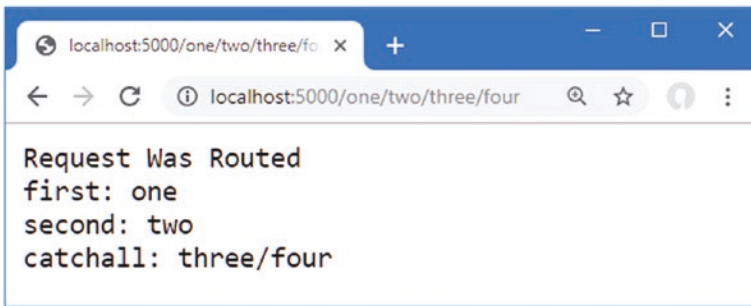 localhost:5000/one/two/three/fo
localhost:5000/one/two/three/four
Request Was Routed
first: one
second: two
catchall: three/four